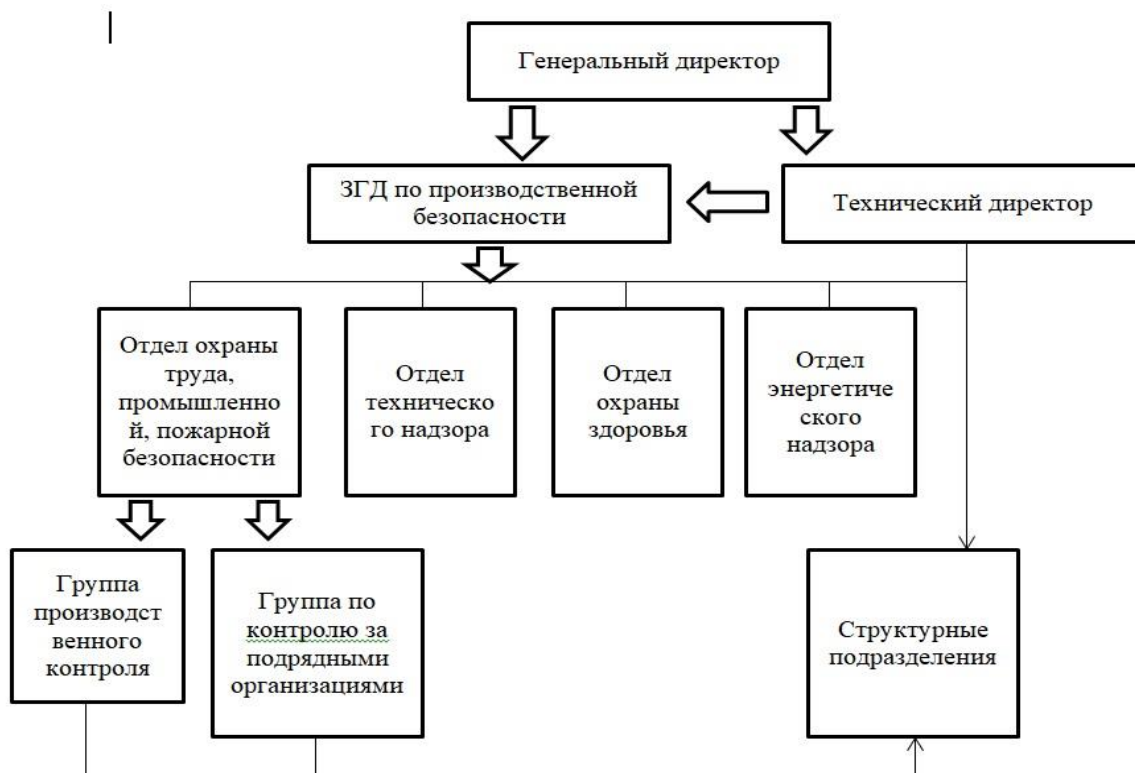 Генеральный директор
ЗГД по производственной
безопасности
Технический директор
Отдел охраны
труда,
промышленно
й, пожарной
безопасности
Отдел
техническо
го надзора
Отдел
охраны
здоровья
Отдел
энергетиче
ского
надзора
Группа
производст
венного
контроля
Группа по
контролю за
подрядными
организациями
Структурные
подразделения